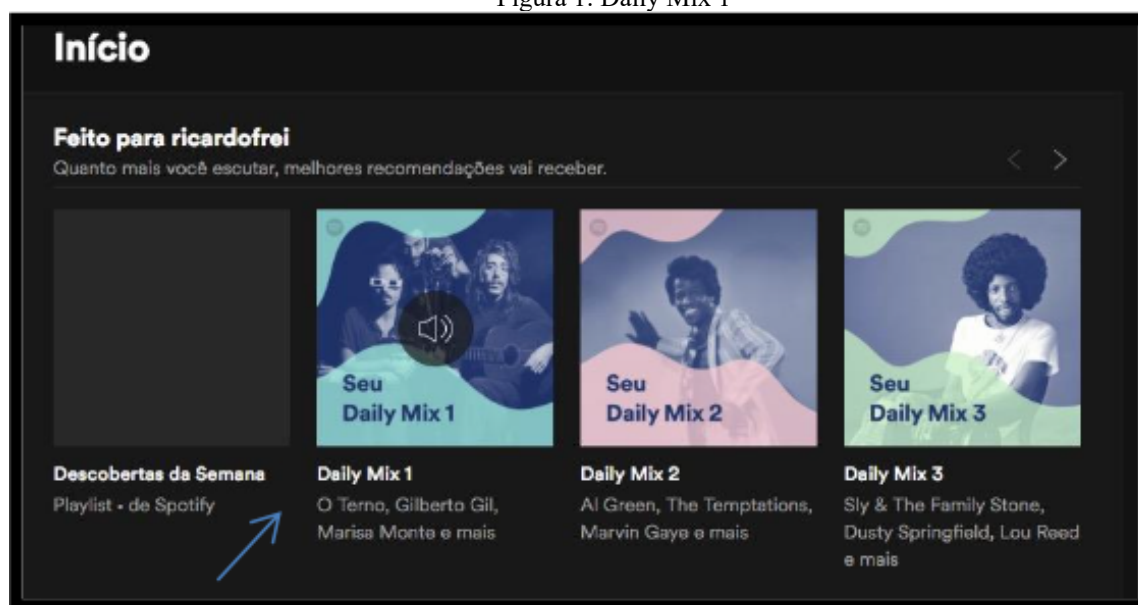 Figura 1: Daily Mix 1
Início
Feito para ricardofrei
Quanto mais você escutar, melhores recomendações vai receber.
Seu
Daily Mix 1
Seu
Daily Mix 2
Seu
Daily Mix 3
Descobertas da Semana
Playlist • de Spotify
Daily Mix 1
O Terno, Gilberto Gil,
Marisa Monte e mais
Daily Mix 2
Al Green, The Temptations,
Marvin Gaye e mais
Daily Mix 3
Sly & The Family Stone,
Dusty Springfield, Lou Reed
e mais